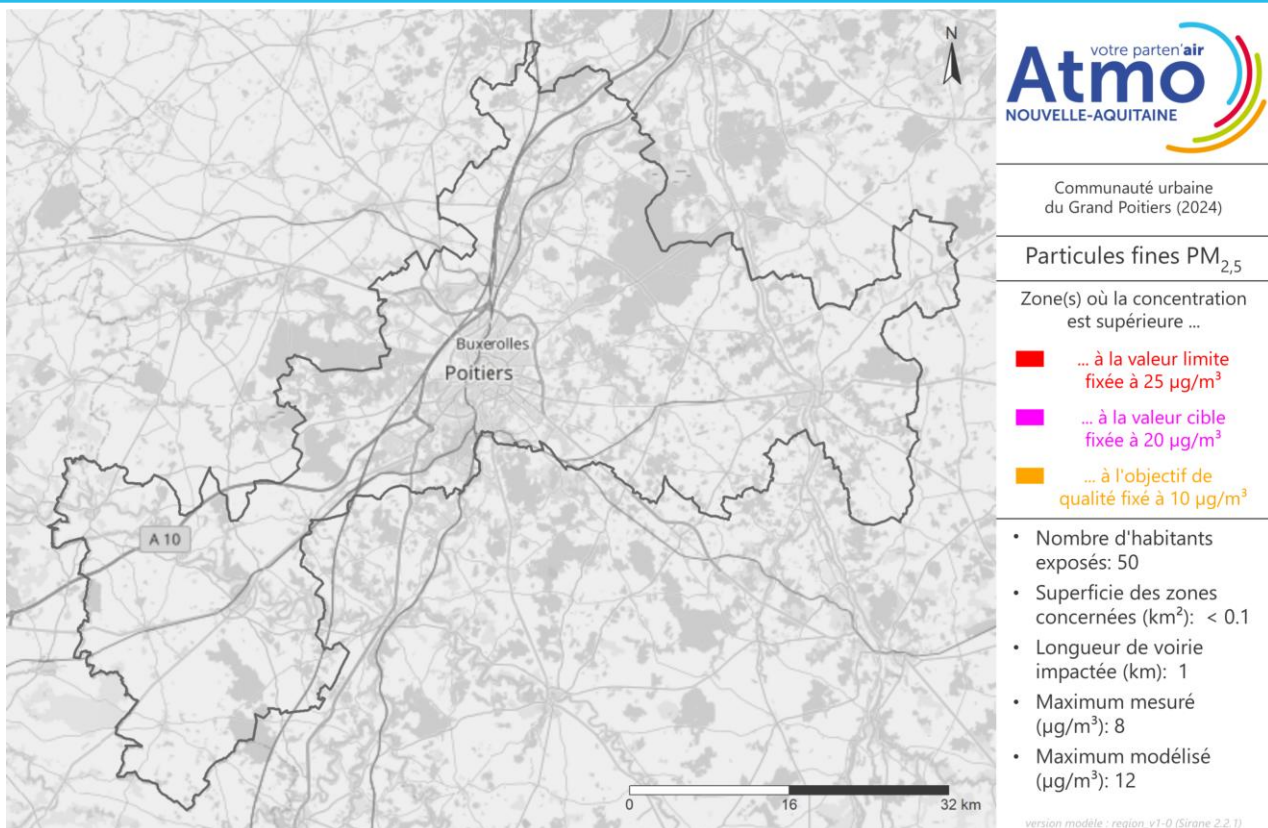 N
Buxerolles
Poitiers
A 10
0
16
32 km
votre parten'air
Atmo
NOUVELLE-AQUITAINE
Communauté urbaine
du Grand Poitiers (2024)
Particules fines PM2,5
Zone(s) où la concentration
est supérieure ...
... à la valeur limite
fixée à 25 µg/m³
... à la valeur cible
fixée à 20 µg/m³
... à l'objectif de
qualité fixé à 10 µg/m³
• Nombre d'habitants
exposés: 50
• Superficie des zones
concernées (km²): < 0.1
• Longueur de voirie
impactée (km): 1
• Maximum mesuré
(µg/m³): 8
• Maximum modélisé
(µg/m³): 12
version modèle : region_v1-0 (Sirane 2.2.1)